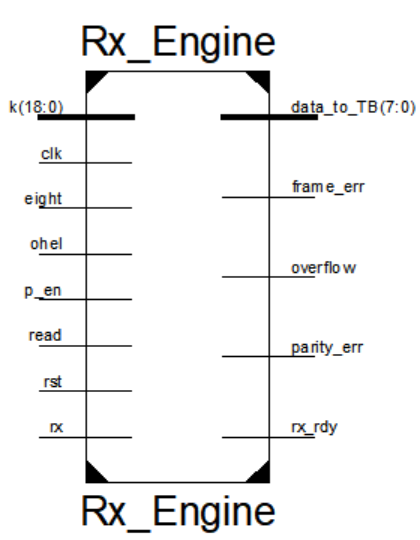 Rx_Engine
k(18:0)
data_to_TB(7:0)
clk
eight
frame_err
ohel
overflow
p_en
read
parity_err
rst
rx
rx_rdy
Rx_Engine